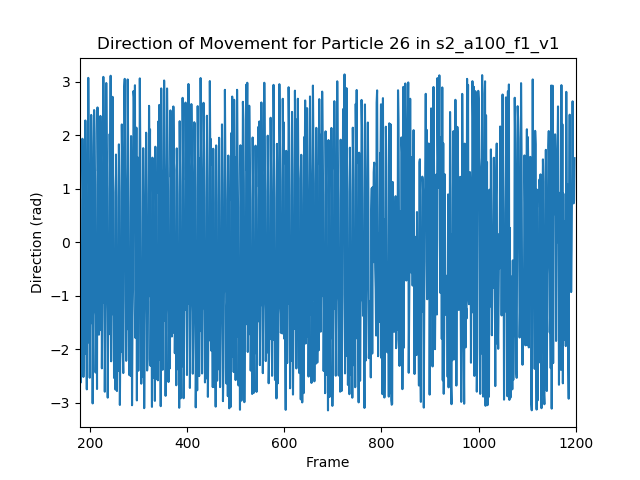 Direction of Movement for Particle 26 in s2_a100_f1_v1
3
2
1
0
−1
−2
−3
Direction (rad)
200 400 600 800 1000 1200
Frame